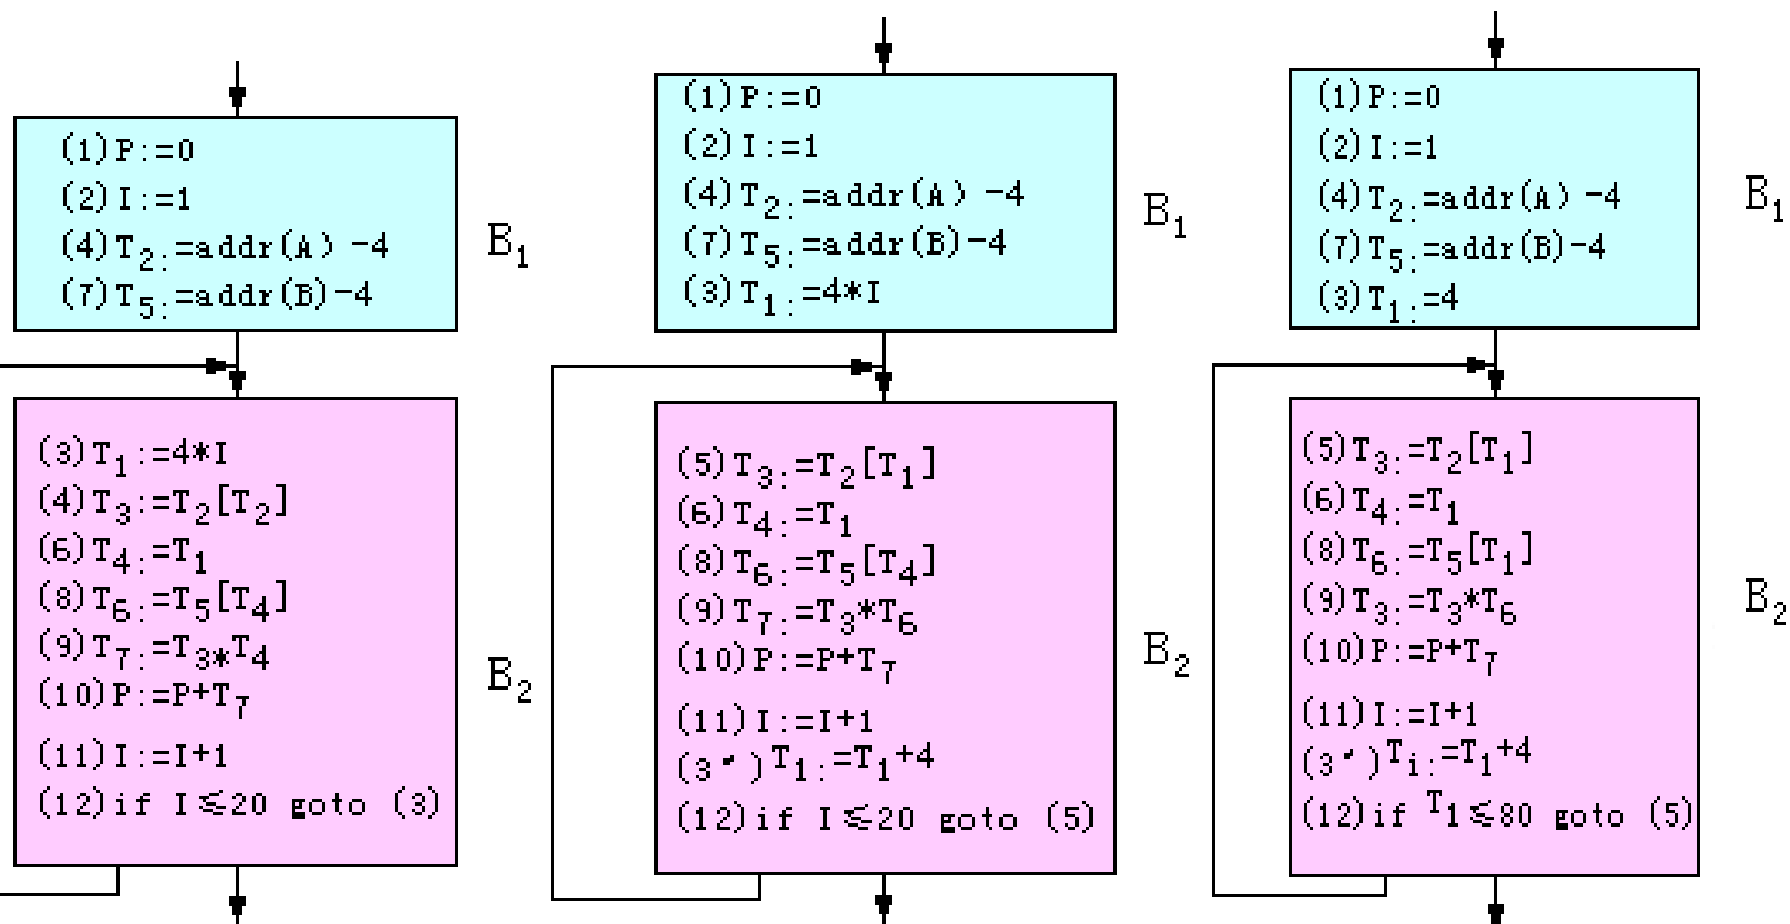 (1)P:=0
(2)I:=1
(4)T2:=addr(A) -4
(7)T5:=addr(B)-4
B1
(3)T1:=4*I
(4)T3:=T2[T2]
(6)T4:=T1
(8)T6:=T5[T4]
(9)T7:=T3*T4
(10)P:=P+T7
(11)I:=I+1
(12)if I≤20 goto (3)
B2
(1)P:=0
(2)I:=1
(4)T2:=addr(A) -4
(7)T5:=addr(B)-4
(3)T1:=4*I
B1
(5)T3:=T2[T1]
(6)T4:=T1
(8)T6:=T5[T4]
(9)T7:=T3*T6
(10)P:=P+T7
(11)I:=I+1
(3″)T1:=T1+4
(12)if I≤20 goto (5)
B2
(1)P:=0
(2)I:=1
(4)T2:=addr(A) -4
(7)T5:=addr(B)-4
(3)T1:=4
B1
(5)T3:=T2[T1]
(6)T4:=T1
(8)T6:=T5[T1]
(9)T3:=T3*T6
(10)P:=P+T7
(11)I:=I+1
(3″)Ti:=T1+4
(12)if T1≤80 goto (5)
B2